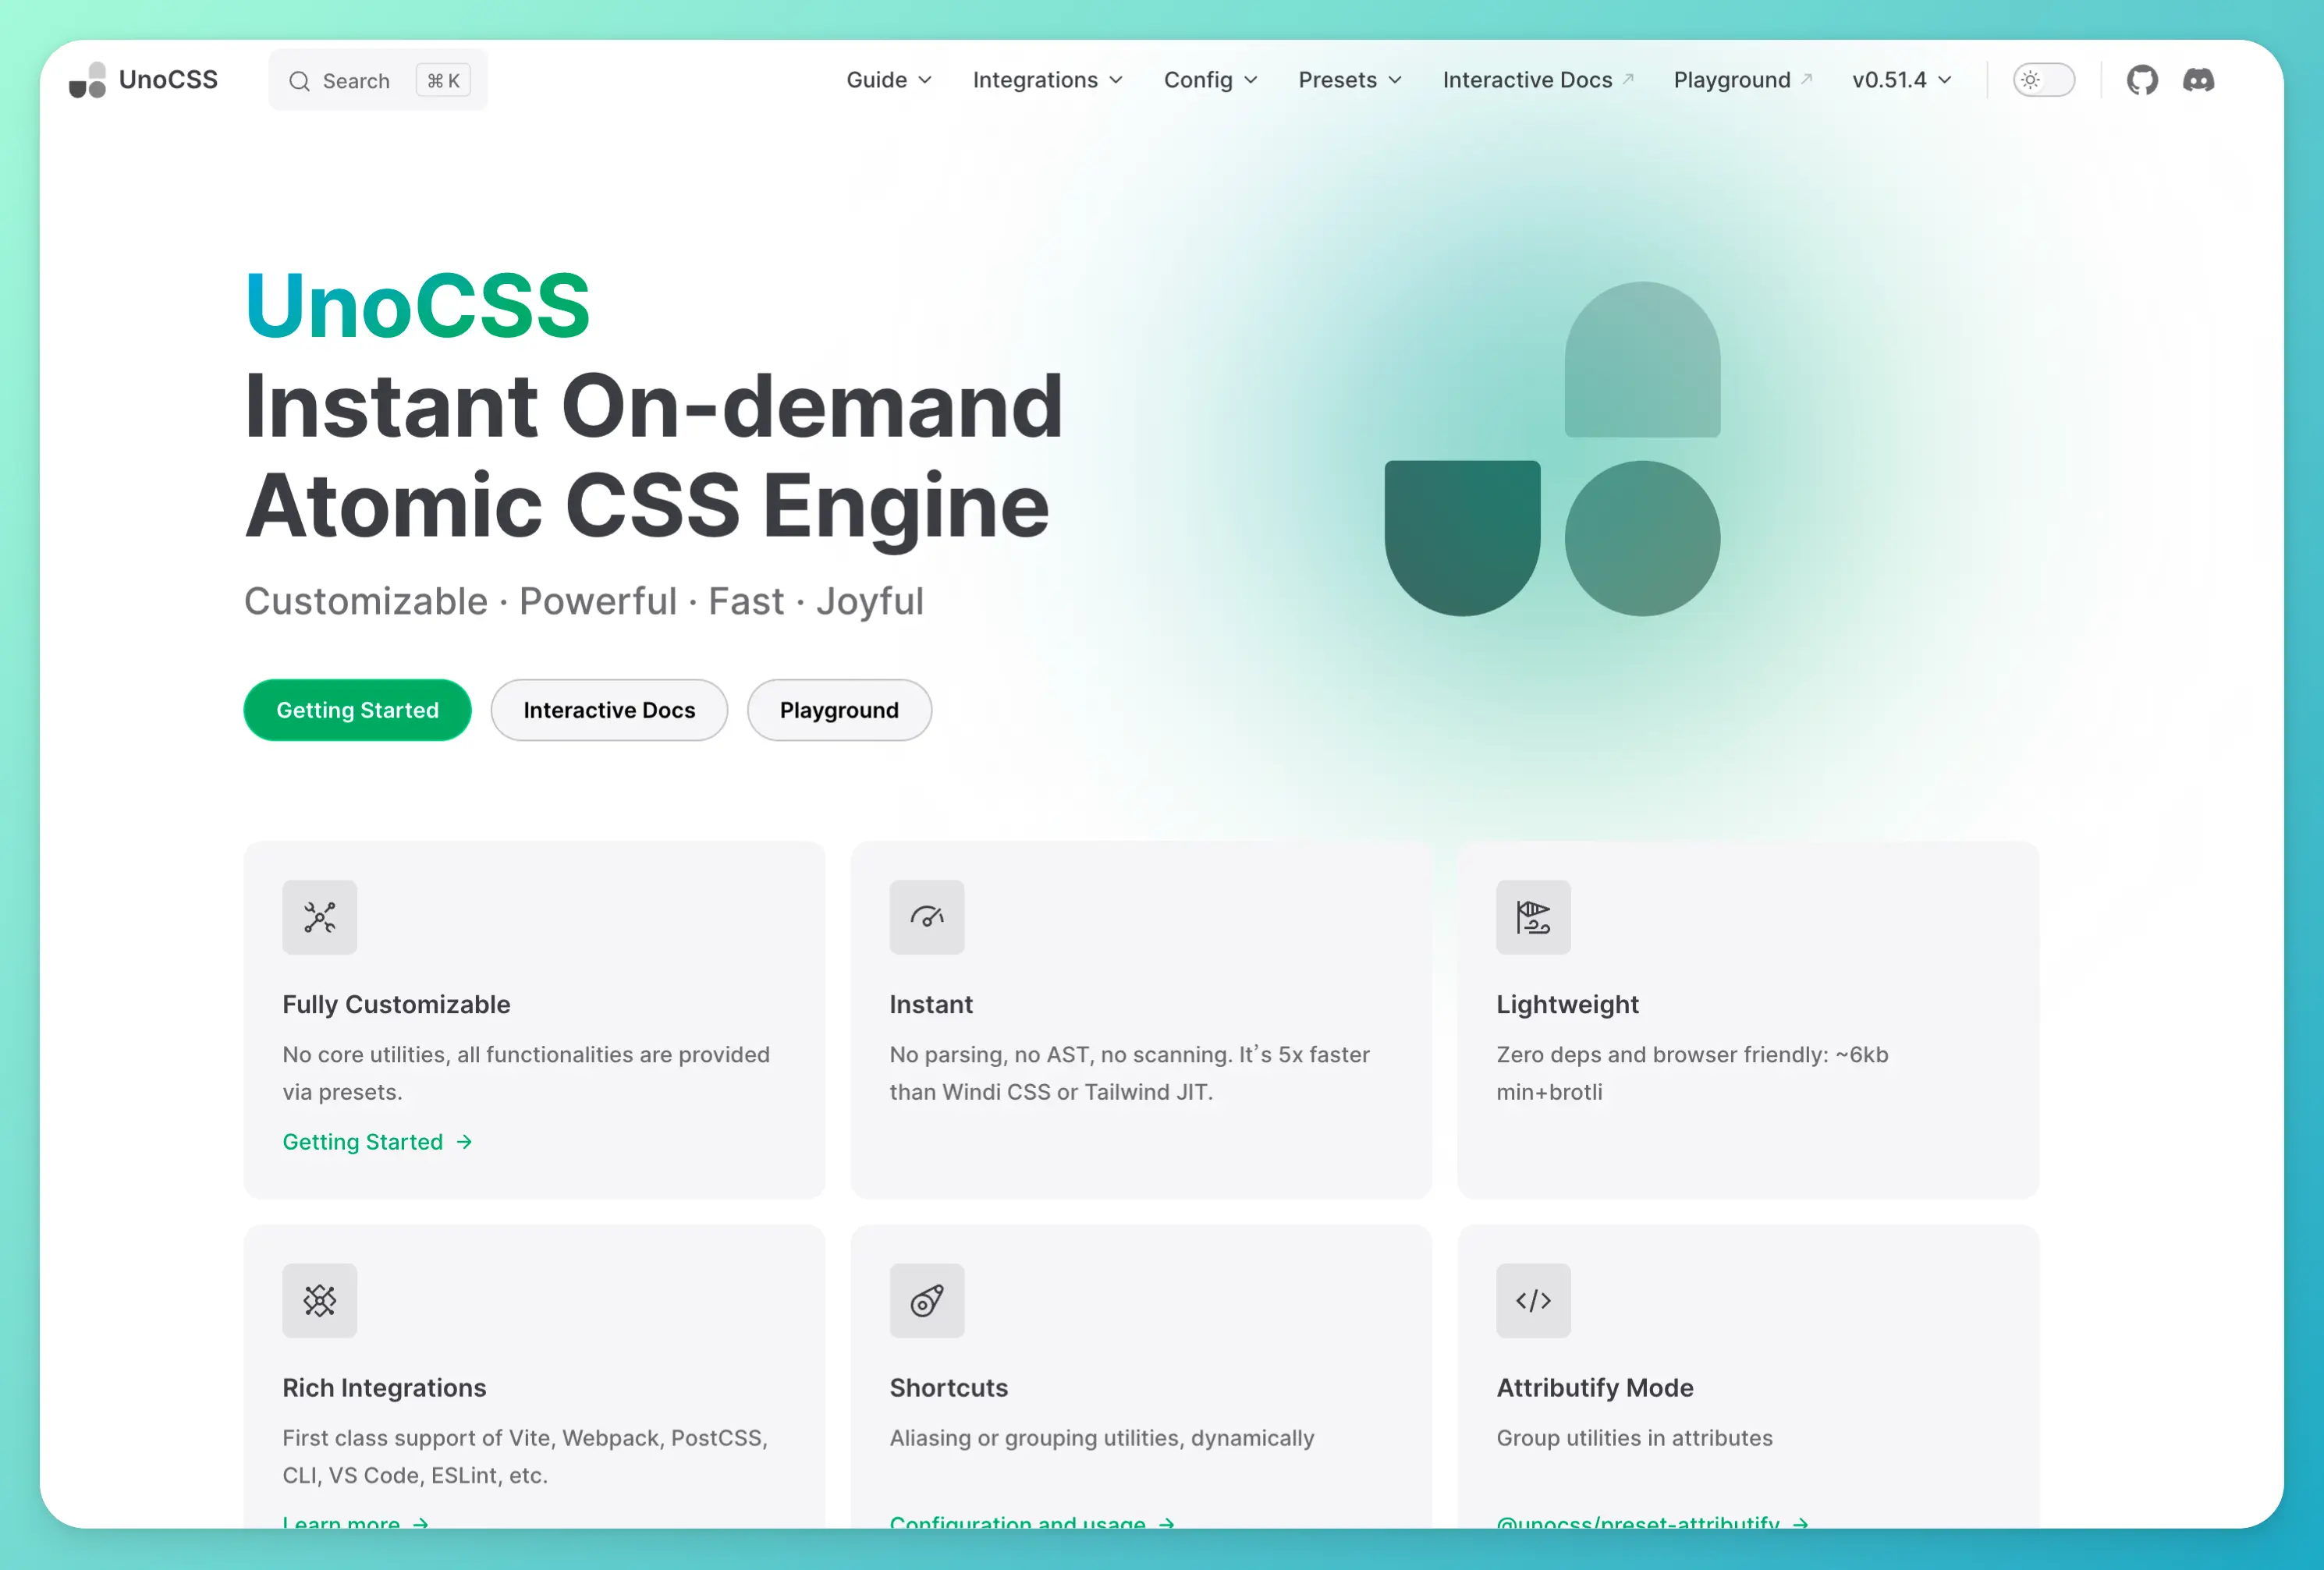 UnoCSS
Search ⌘ K
Guide
Integrations
Config
Presets
Interactive Docs
Playground
v0.51.4
UnoCSS
Instant On-demand
Atomic CSS Engine
Customizable · Powerful · Fast · Joyful
Getting Started
Interactive Docs
Playground
Fully Customizable
No core utilities, all functionalities are provided
via presets.
Getting Started →
Instant
No parsing, no AST, no scanning. It’s 5x faster
than Windi CSS or Tailwind JIT.
Lightweight
Zero deps and browser friendly: ~6kb
min+brotli
Rich Integrations
First class support of Vite, Webpack, PostCSS,
CLI, VS Code, ESLint, etc.
Learn more →
Shortcuts
Aliasing or grouping utilities, dynamically
Configuration and usage →
Attributify Mode
Group utilities in attributes
@unocss/preset-attributify →